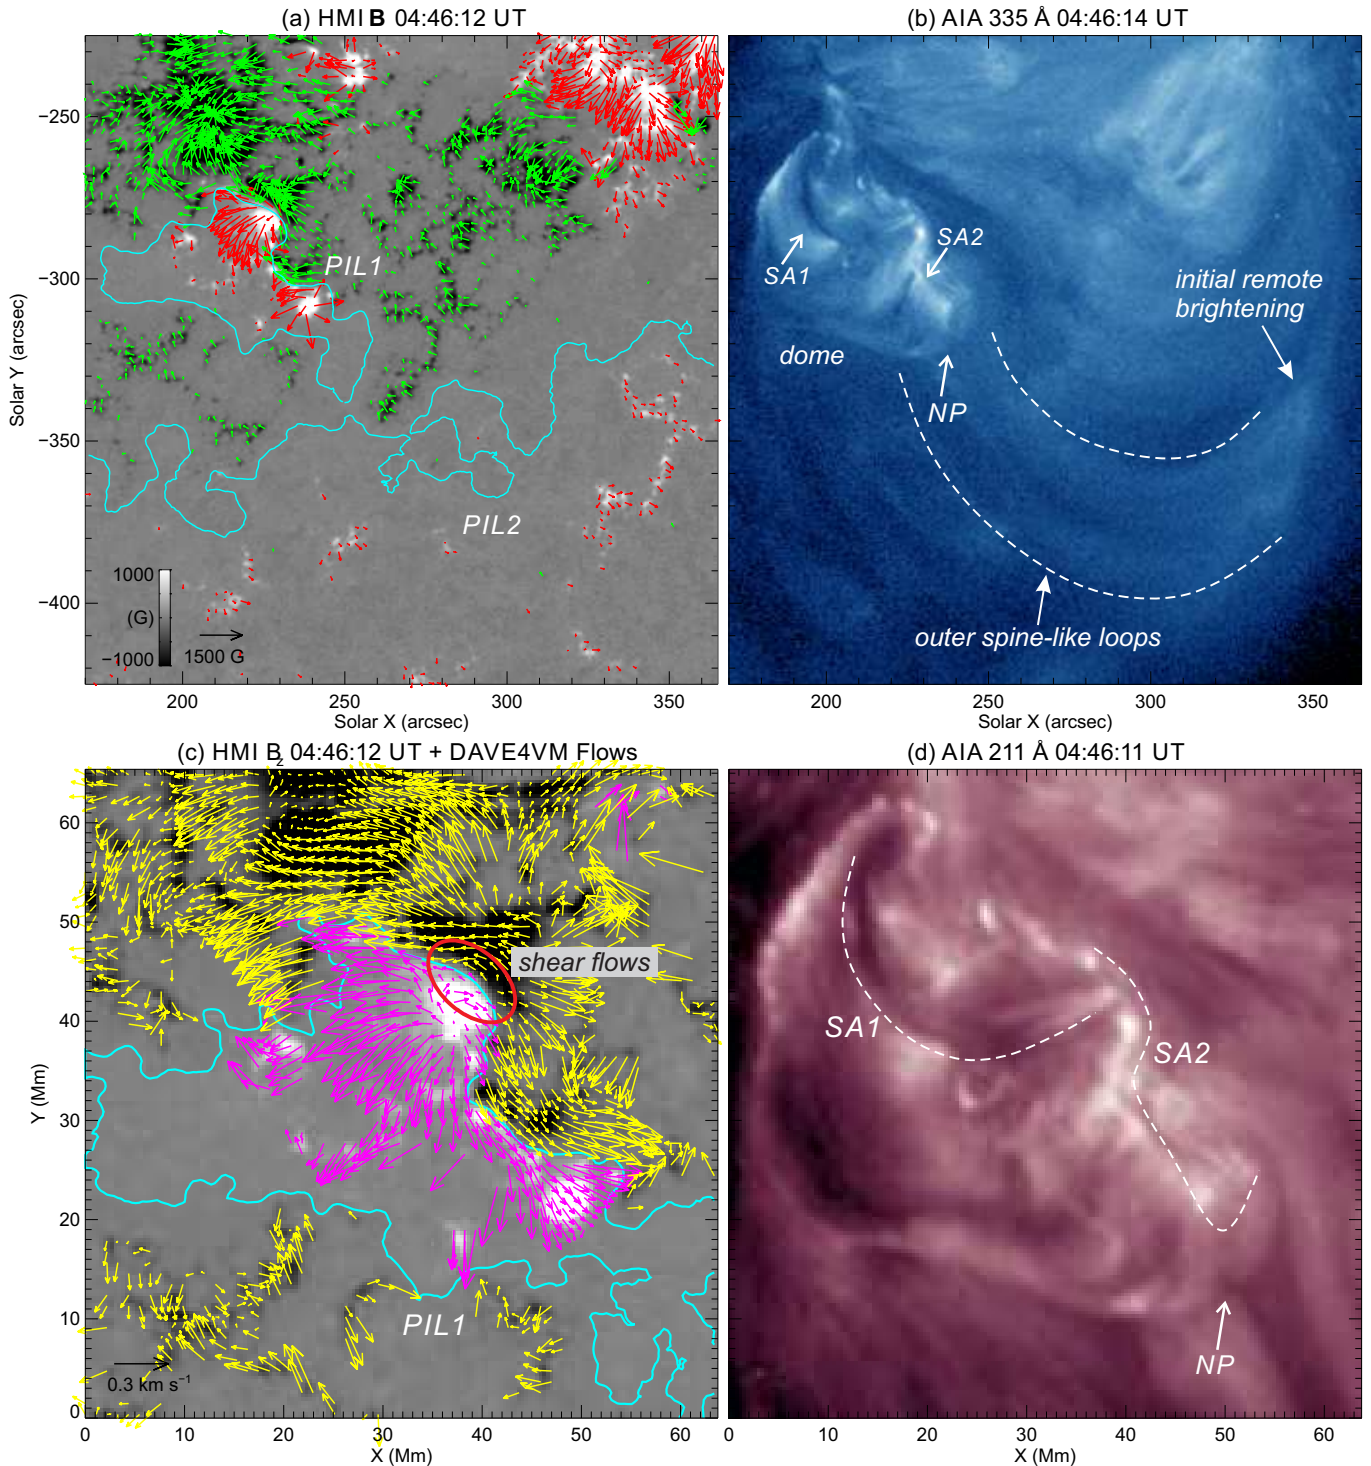 (a) HMI B 04:46:12 UT
−250
−300
−350
−400
Solar Y (arcsec)
PIL1
PIL2
1000
(G)
−1000
1500 G
200
250
300
350
Solar X (arcsec)
(b) AIA 335 Å 04:46:14 UT
SA1
SA2
initial remote
brightening
dome
NP
outer spine-like loops
200
250
300
350
Solar X (arcsec)
(c) HMI Bz 04:46:12 UT + DAVE4VM Flows
60
50
40
30
20
10
0
Y (Mm)
shear flows
PIL1
0.3 km s−1
0
10
20
30
40
50
60
X (Mm)
(d) AIA 211 Å 04:46:11 UT
SA1
SA2
NP
0
10
20
30
40
50
60
X (Mm)